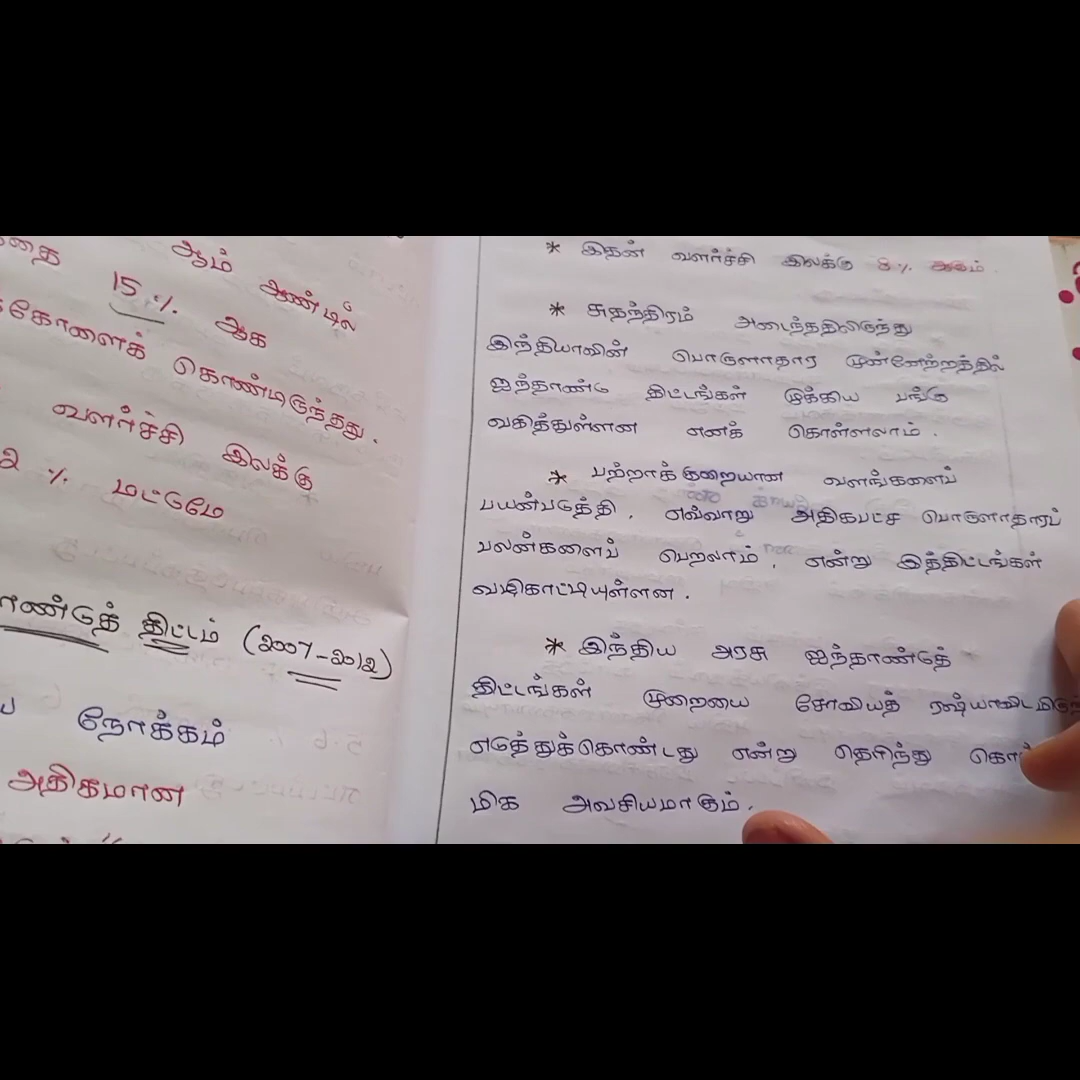 ஆம் ஆண்டில்
15 % ஆக
கொண்டிருந்தது.
வளர்ச்சி இலக்கு
2 % மட்டுமே
திட்டம் (2007-2012)
நோக்கம்
அதிகமான
* இதன் வளர்ச்சி இலக்கு 8% ஆகும்.
* சுதந்திரம் அடைந்ததிலிருந்து
இந்தியாவின் பொருளாதார முன்னேற்றத்தில்
ஐந்தாண்டு திட்டங்கள் முக்கிய பங்கு
வகித்துள்ளன எனக் கொள்ளலாம்.
* பற்றாக்குறையான வளங்களைப்
பயன்படுத்தி, எவ்வாறு அதிகபட்ச பொருளாதாரப்
பலன்களைப் பெறலாம், என்று இத்திட்டங்கள்
வழிகாட்டியுள்ளன.
* இந்திய அரசு ஐந்தாண்டுத்
திட்டங்கள் முறையை சோவியத்
எடுத்துக்கொண்டது என்று தெரிந்து
மிக அவசியமாகும்.